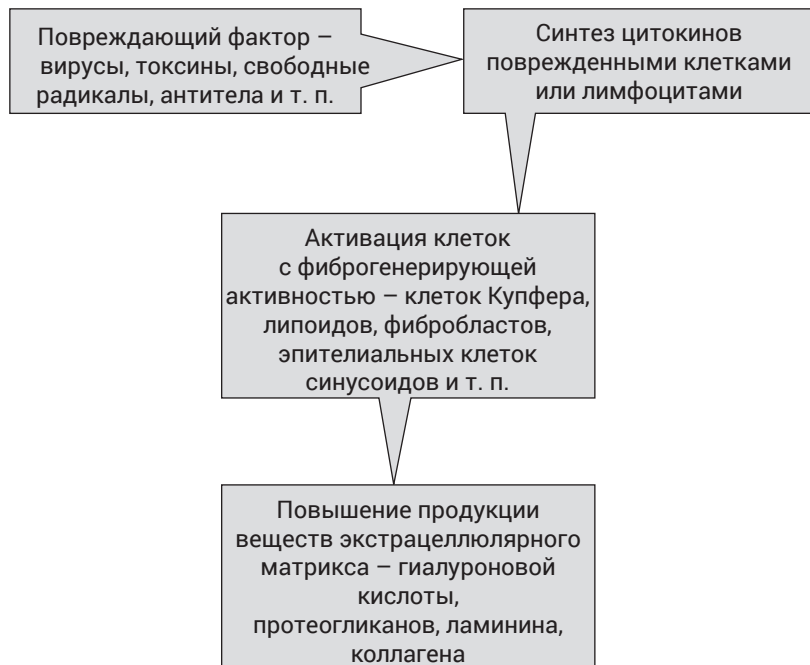 Повреждающий фактор –
вирусы, токсины, свободные
радикалы, антитела и т. п.
Синтез цитокинов
поврежденными клетками
или лимфоцитами
Активация клеток
с фиброгенерирующей
активностью – клеток Купфера,
липоидов, фибробластов,
эпителиальных клеток
синусоидов и т. п.
Повышение продукции
веществ экстрацеллюлярного
матрикса – гиалуроновой
кислоты,
протеогликанов, ламинина,
коллагена